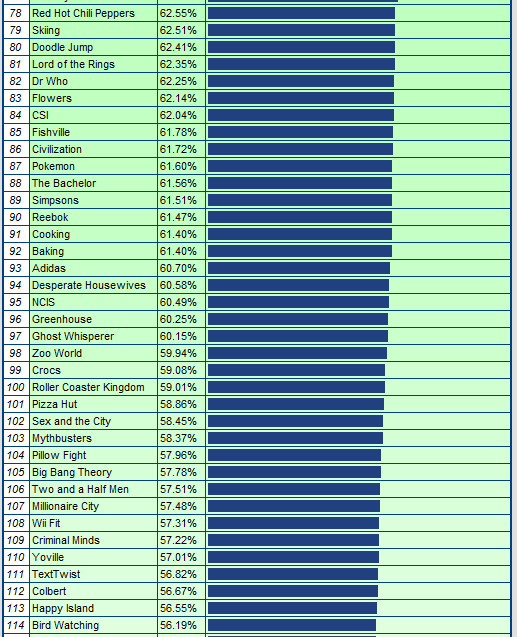 78 Red Hot Chili Peppers 62.55%
79 Skiing 62.51%
80 Doodle Jump 62.41%
81 Lord of the Rings 62.35%
82 Dr Who 62.25%
83 Flowers 62.14%
84 CSI 62.04%
85 Fishville 61.78%
86 Civilization 61.72%
87 Pokemon 61.60%
88 The Bachelor 61.56%
89 Simpsons 61.51%
90 Reebok 61.47%
91 Cooking 61.40%
92 Baking 61.40%
93 Adidas 60.70%
94 Desperate Housewives 60.58%
95 NCIS 60.49%
96 Greenhouse 60.25%
97 Ghost Whisperer 60.15%
98 Zoo World 59.94%
99 Crocs 59.08%
100 Roller Coaster Kingdom 59.01%
101 Pizza Hut 58.86%
102 Sex and the City 58.45%
103 Mythbusters 58.37%
104 Pillow Fight 57.96%
105 Big Bang Theory 57.78%
106 Two and a Half Men 57.51%
107 Millionaire City 57.48%
108 Wii Fit 57.31%
109 Criminal Minds 57.22%
110 Yoville 57.01%
111 TextTwist 56.82%
112 Colbert 56.67%
113 Happy Island 56.55%
114 Bird Watching 56.19%